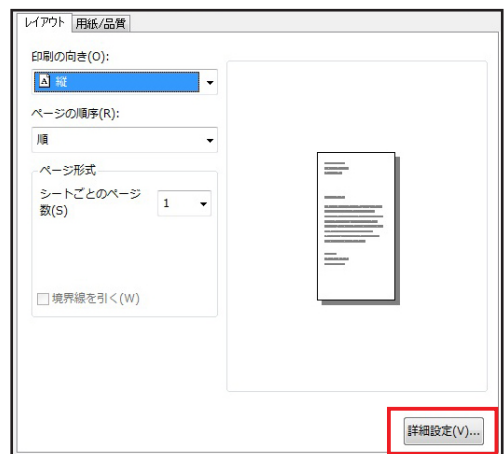 レイアウト 用紙/品質
印刷の向き(O):
A 縦
ページの順序(R):
順
ページ形式
シートごとのページ
数(S)
1
境界線を引く(W)
詳細設定(V)...